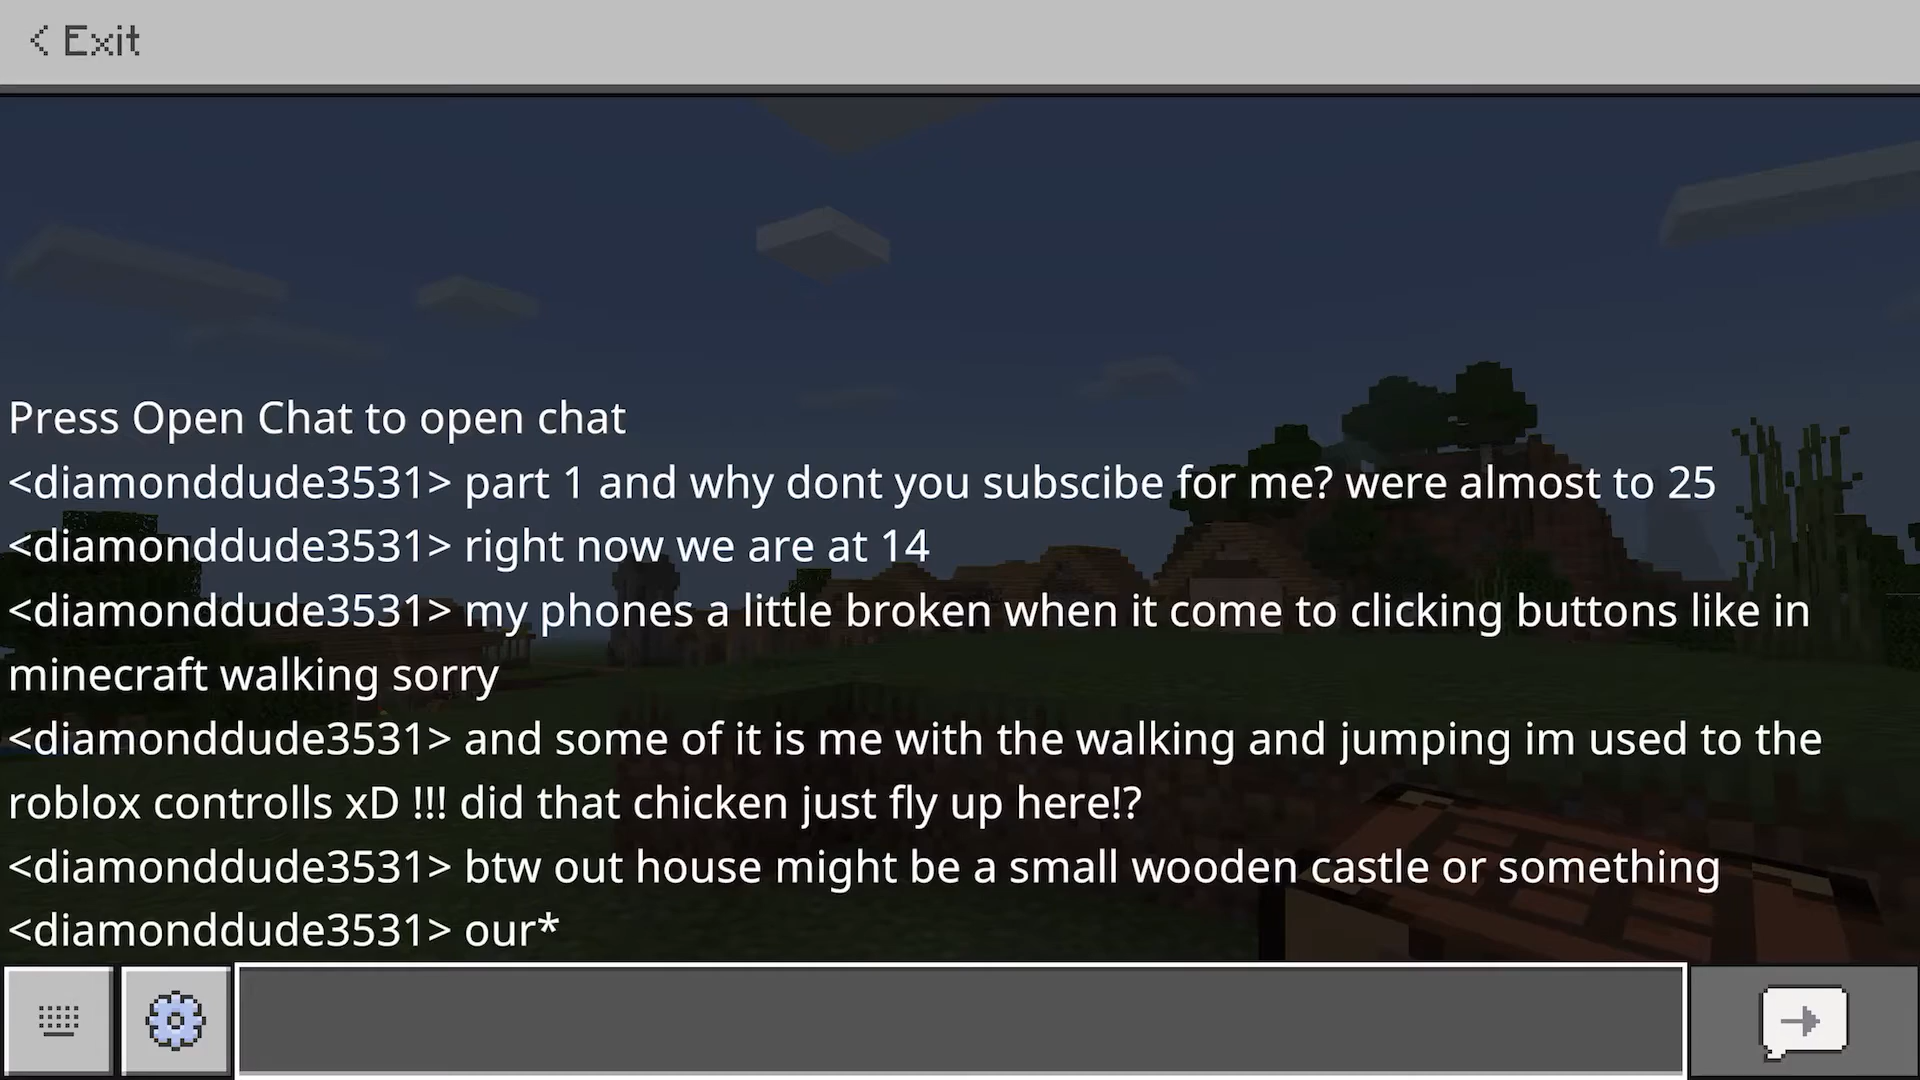 < Exit
Press Open Chat to open chat
<diamonddude3531> part 1 and why dont you subscibe for me? were almost to 25
<diamonddude3531> right now we are at 14
<diamonddude3531> my phones a little broken when it come to clicking buttons like in
minecraft walking sorry
<diamonddude3531> and some of it is me with the walking and jumping im used to the
roblox controlls xD !!! did that chicken just fly up here!?
<diamonddude3531> btw out house might be a small wooden castle or something
<diamonddude3531> our*